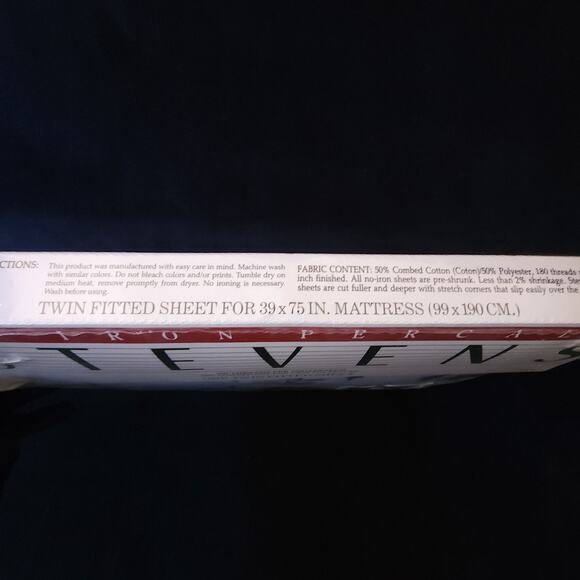 CTIONS: This product was manufactured with easy care in mind. Machine wash
with similar colors. Do not bleach colors and/or prints. Tumble dry on
medium heat, remove promptly from dryer. No ironing is necessary.
Wash before using.
FABRIC CONTENT: 50% Combed Cotton (Coton)/50% Polyester, 180 threads
inch finished. All no-iron sheets are pre-shrunk. Less than 2% shrinkage. Ste
sheets are cut fuller and deeper with stretch corners that slip easily over the
TWIN FITTED SHEET FOR 39 x 75 IN. MATTRESS (99 x 190 CM.)
IRON PERCA
STEVENS